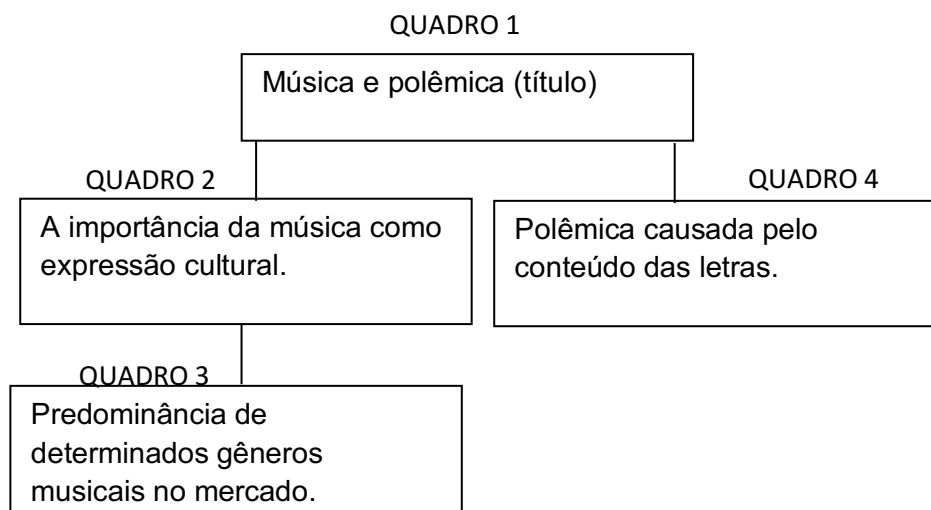 QUADRO 1
Música e polêmica (título)
QUADRO 2
A importância da música como
expressão cultural.
QUADRO 3
Predominância de
determinados gêneros
musicais no mercado.
QUADRO 4
Polêmica causada pelo
conteúdo das letras.